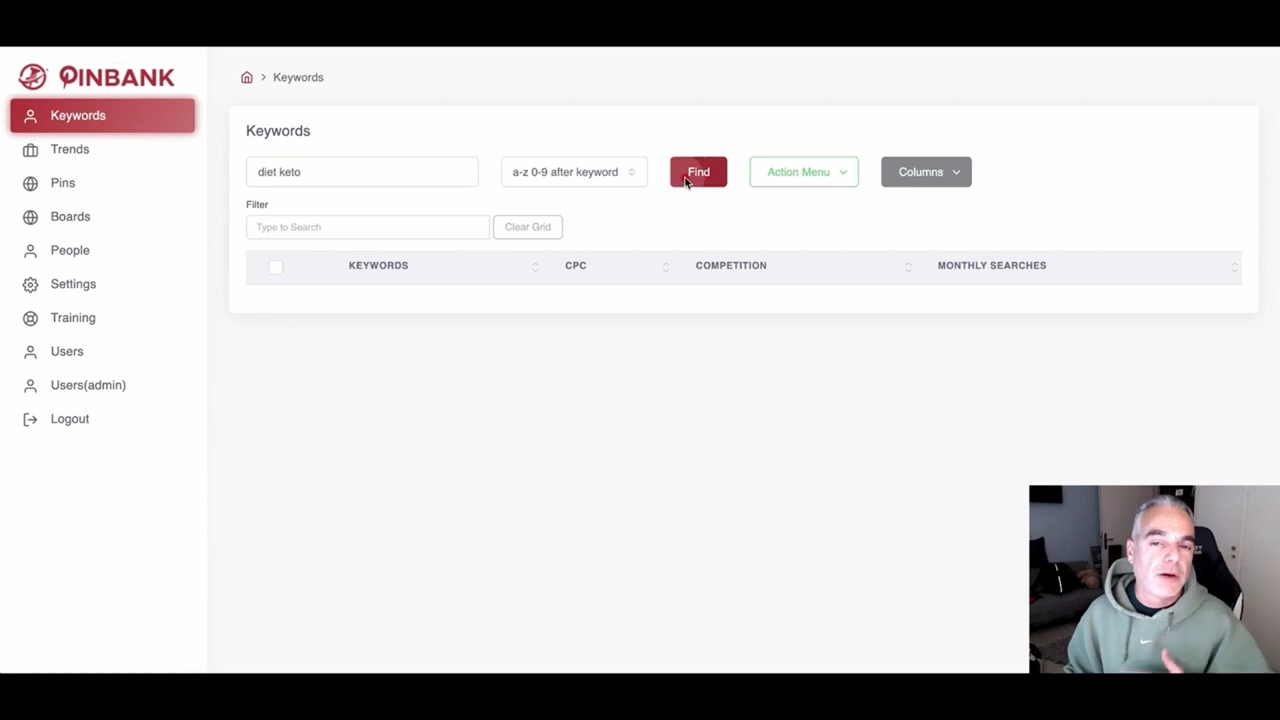 PINBANK
Keywords
Trends
Pins
Boards
People
Settings
Training
Users
Users(admin)
Logout
> Keywords
Keywords
diet keto
a-z 0-9 after keyword
Find
Action Menu
Columns
Filter
Type to Search
Clear Grid
KEYWORDS CPC COMPETITION MONTHLY SEARCHES